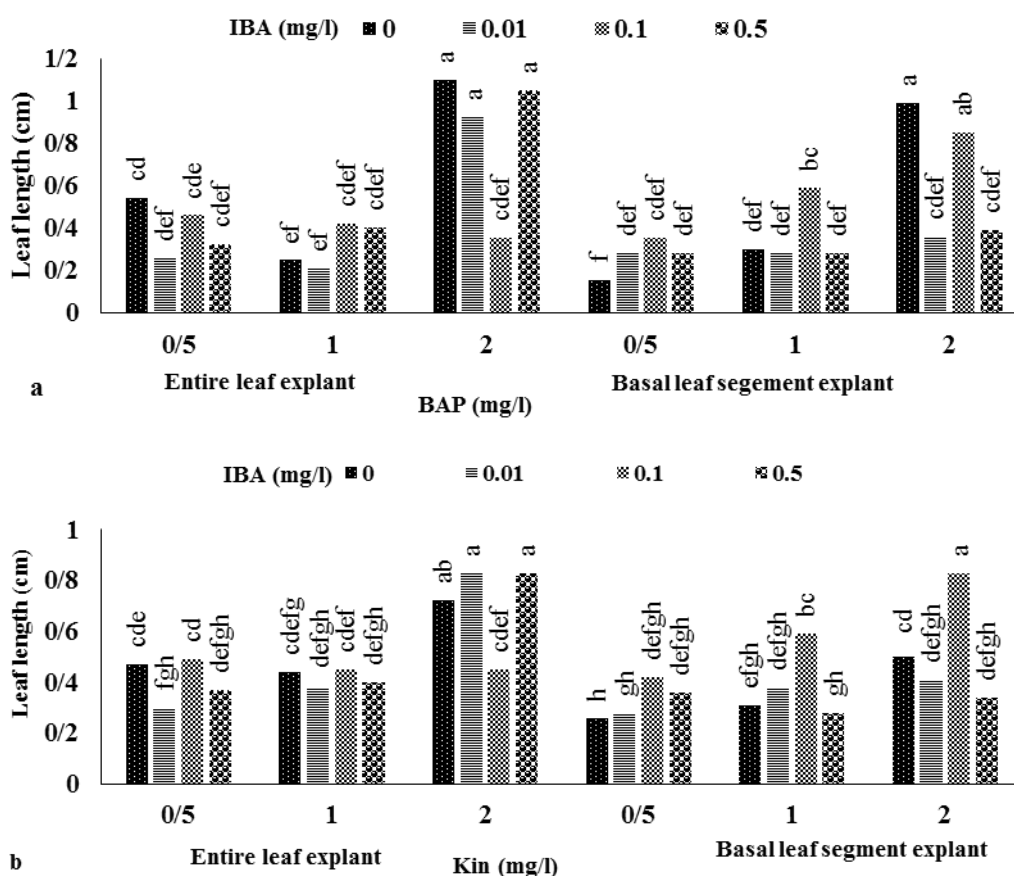 IBA (mg/l) 0 0.01 0.1 0.5
Leaf length (cm)
1/2
1
0/8
0/6
0/4
0/2
0
cd def cde cdef
ef ef cdef cdef
a a cdef a
f def cdef def
def def bc def
a cdef ab cdef
0/5 1 2 0/5 1 2
Entire leaf explant Basal leaf segement explant
a
BAP (mg/l)
IBA (mg/l) 0 0.01 0.1 0.5
Leaf length (cm)
1
0/8
0/6
0/4
0/2
0
cde fgh cd defgh
cdefg defgh cdef defgh
ab a cdef a
h gh defgh defgh
efgh defgh bc gh
cd defgh a defgh
0/5 1 2 0/5 1 2
Entire leaf explant Basal leaf segment explant
b
Kin (mg/l)